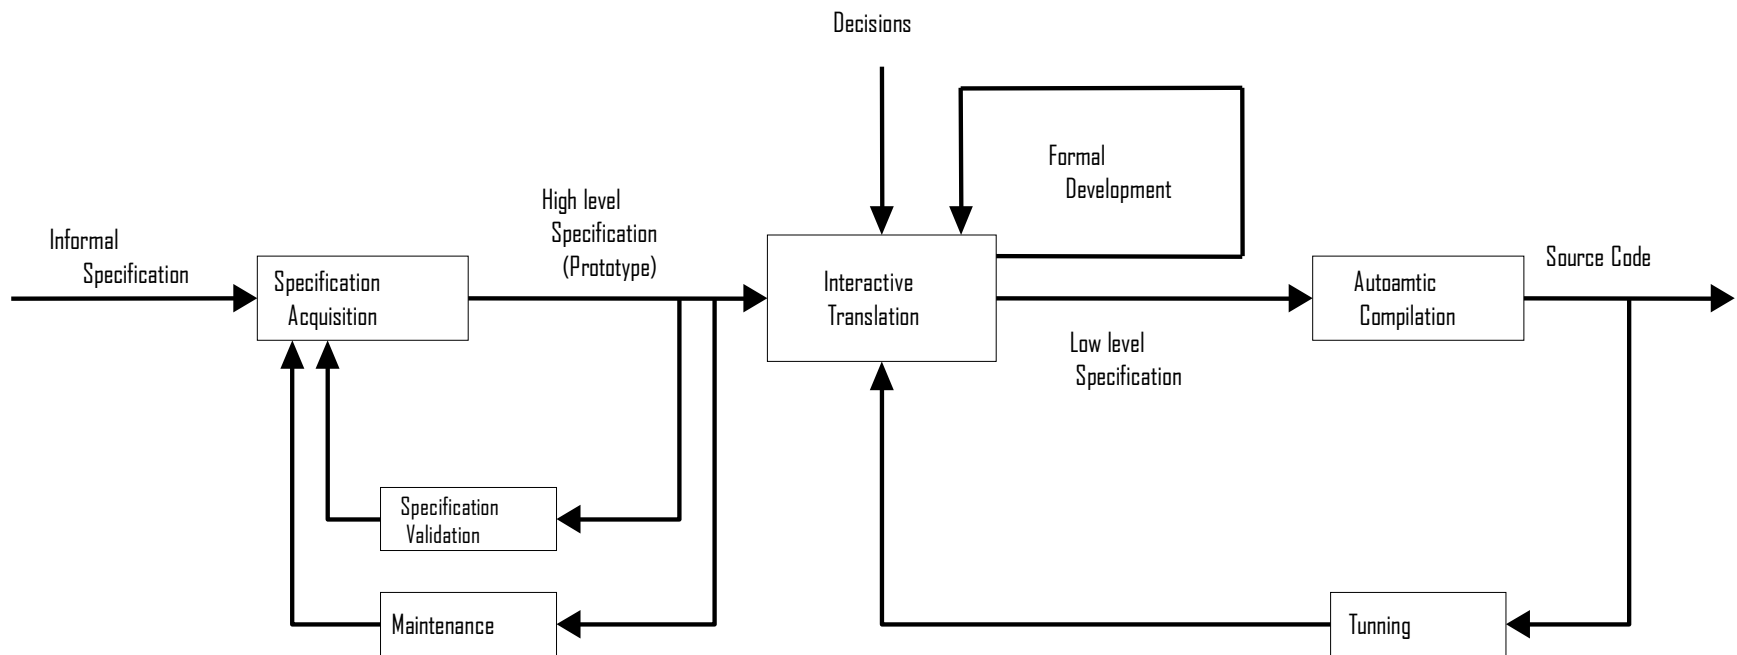 Decisions
Formal
Development
High level
Specification
(Prototype)
Informal
Specification
Specification
Acquisition
Interactive
Translation
Autoamtic
Compilation
Source Code
Low level
Specification
Specification
Validation
Maintenance
Tunning